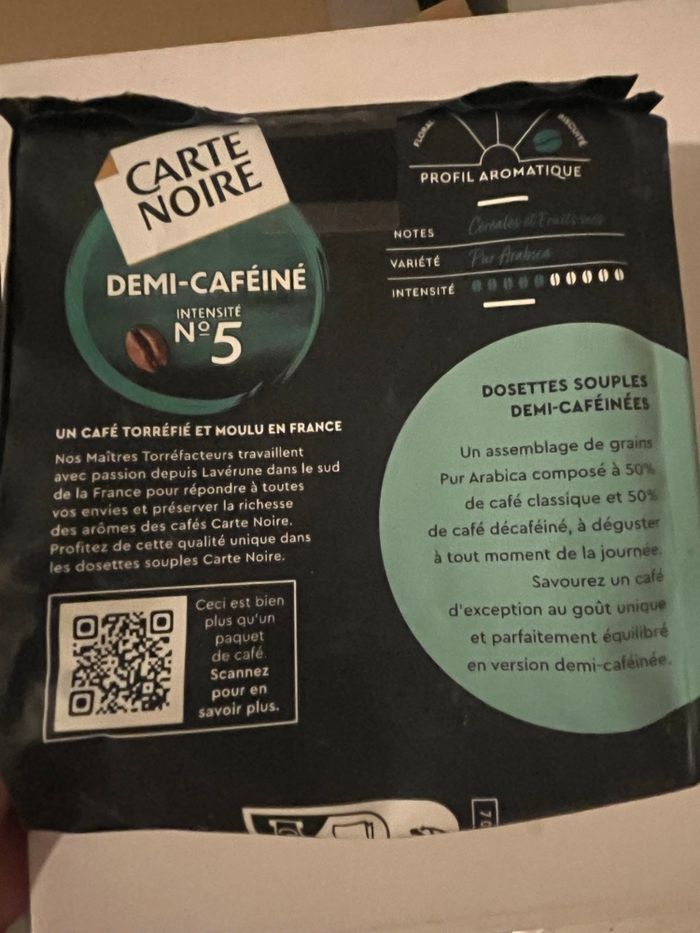 CARTE
NOIRE
DEMI-CAFÉINÉ
INTENSITÉ
Nº5
UN CAFÉ TORRÉFIÉ ET MOULU EN FRANCE
Nos Maîtres Torréfacteurs travaillent
avec passion depuis Lavérune dans le sud
de la France pour répondre à toutes
vos envies et préserver la richesse
des arômes des cafés Carte Noire.
Profitez de cette qualité unique dans
les dosettes souples Carte Noire.
Ceci est bien
plus qu'un
paquet
de café.
Scannez
pour en
savoir plus.
FLORAL
BISCUITÉ
PROFIL AROMATIQUE
NOTES Céréales et Fruits secs
VARIÉTÉ Pur Arabica
INTENSITÉ
DOSETTES SOUPLES
DEMI-CAFÉINÉES
Un assemblage de grains
Pur Arabica composé à 50%
de café classique et 50%
de café décaféiné, à déguster
à tout moment de la journée.
Savourez un café
d'exception au goût unique
et parfaitement équilibré
en version demi-caféinée.